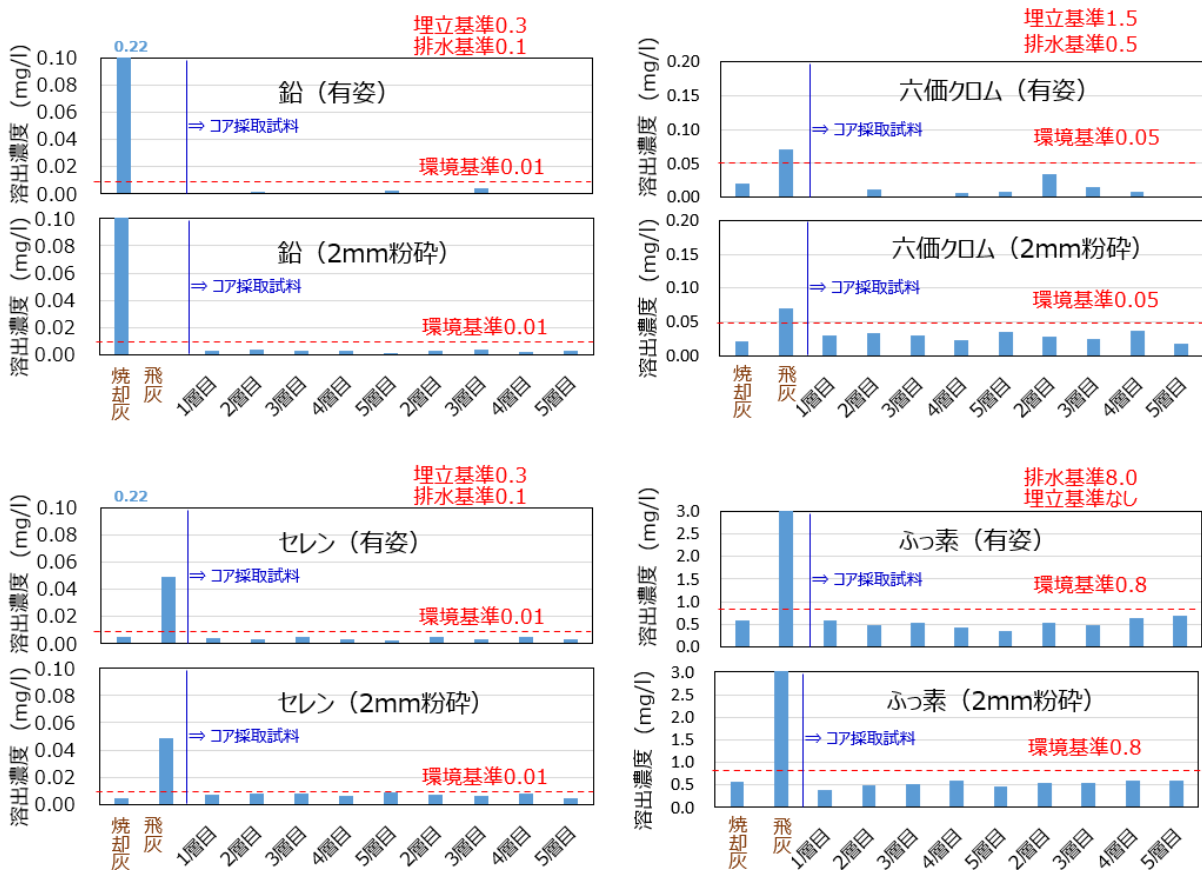 埋立基準0.3
排水基準0.1
0.22
溶出濃度 (mg/l)
0.10
0.08
0.06
0.04
0.02
0.00
鉛（有姿）
⇒ コア採取試料
環境基準0.01
溶出濃度 (mg/l)
0.10
0.08
0.06
0.04
0.02
0.00
鉛（2mm粉砕）
⇒ コア採取試料
環境基準0.01
焼却灰
飛灰
1層目
2層目
3層目
4層目
5層目
2層目
3層目
4層目
5層目
埋立基準1.5
排水基準0.5
溶出濃度 (mg/l)
0.20
0.15
0.10
0.05
0.00
六価クロム（有姿）
⇒ コア採取試料
環境基準0.05
溶出濃度 (mg/l)
0.20
0.15
0.10
0.05
0.00
六価クロム（2mm粉砕）
⇒ コア採取試料
環境基準0.05
焼却灰
飛灰
1層目
2層目
3層目
4層目
5層目
2層目
3層目
4層目
5層目
埋立基準0.3
排水基準0.1
0.22
溶出濃度 (mg/l)
0.10
0.08
0.06
0.04
0.02
0.00
セレン（有姿）
⇒ コア採取試料
環境基準0.01
溶出濃度 (mg/l)
0.10
0.08
0.06
0.04
0.02
0.00
セレン（2mm粉砕）
⇒ コア採取試料
環境基準0.01
焼却灰
飛灰
1層目
2層目
3層目
4層目
5層目
2層目
3層目
4層目
5層目
排水基準8.0
埋立基準なし
溶出濃度 (mg/l)
3.0
2.5
2.0
1.5
1.0
0.5
0.0
ふっ素（有姿）
⇒ コア採取試料
環境基準0.8
溶出濃度 (mg/l)
3.0
2.5
2.0
1.5
1.0
0.5
0.0
ふっ素（2mm粉砕）
⇒ コア採取試料
環境基準0.8
焼却灰
飛灰
1層目
2層目
3層目
4層目
5層目
2層目
3層目
4層目
5層目